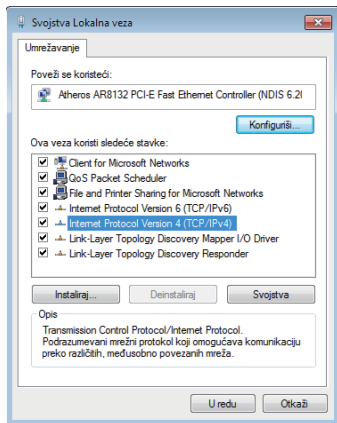 Svojstva Lokalna veza
Umrežavanje
Poveži se koristeći:
Atheros AR8132 PCI-E Fast Ethernet Controller (NDIS 6.2(
Konfiguriši...
Ova veza koristi sledeće stavke:
Client for Microsoft Networks
QoS Packet Scheduler
File and Printer Sharing for Microsoft Networks
Internet Protocol Version 6 (TCP/IPv6)
Internet Protocol Version 4 (TCP/IPv4)
Link-Layer Topology Discovery Mapper I/O Driver
Link-Layer Topology Discovery Responder
Instaliraj... Deinstaliraj Svojstva
Opis
Transmission Control Protocol/Internet Protocol.
Podrazumevani mrežni protokol koji omogućava komunikaciju
preko različitih, međusobno povezanih mreža.
U redu Otkaži